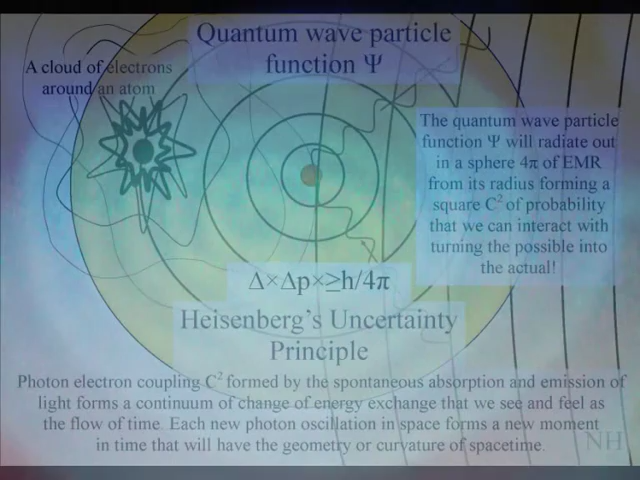 Quantum wave particle
function Ψ
A cloud of electrons
around an atom
The quantum wave particle
function Ψ will radiate out
in a sphere 4π of EMR
from its radius forming a
square C² of probability
that we can interact with
turning the possible into
the actual!
Δ×Δp×≥h/4π
Heisenberg's Uncertainty
Principle
Photon electron coupling C² formed by the spontaneous absorption and emission of
light forms a continuum of change of energy exchange that we see and feel as
the flow of time. Each new photon oscillation in space forms a new moment
in time that will have the geometry or curvature of spacetime.
NH